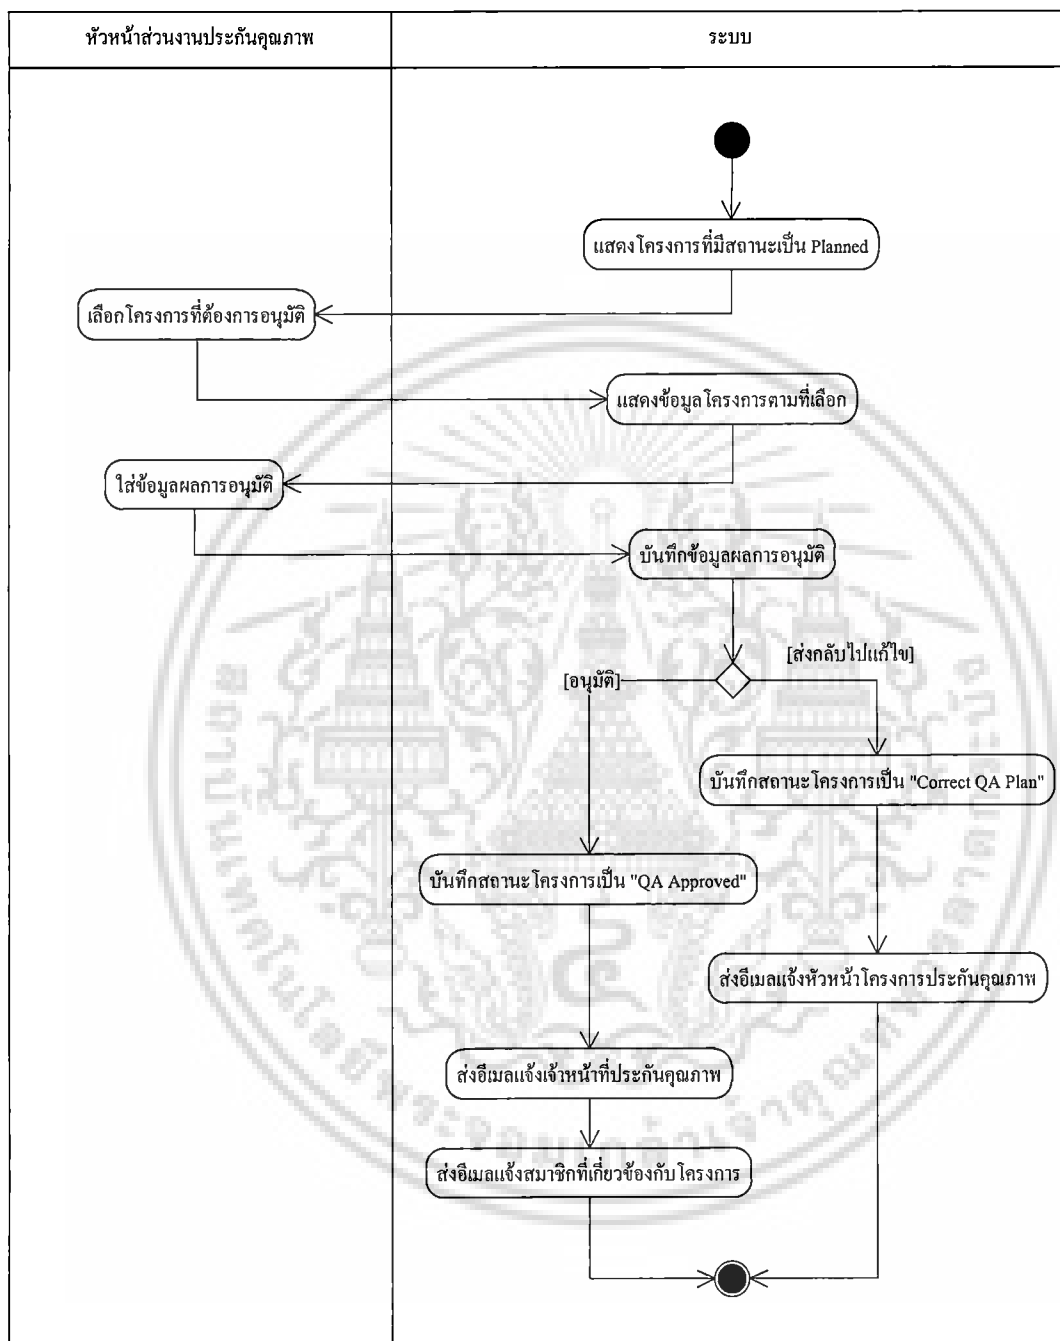 หัวหน้าส่วนงานประกันคุณภาพ
ระบบ
แสดงโครงการที่มีสถานะเป็น Planned
เลือกโครงการที่ต้องการอนุมัติ
แสดงข้อมูลโครงการตามที่เลือก
ใส่ข้อมูลผลการอนุมัติ
บันทึกข้อมูลผลการอนุมัติ
[ส่งกลับไปแก้ไข]
[อนุมัติ]
บันทึกสถานะโครงการเป็น "Correct QA Plan"
บันทึกสถานะโครงการเป็น "QA Approved"
ส่งอีเมลแจ้งหัวหน้าโครงการประกันคุณภาพ
ส่งอีเมลแจ้งเจ้าหน้าที่ประกันคุณภาพ
ส่งอีเมลแจ้งสมาชิกที่เกี่ยวข้องกับโครงการ